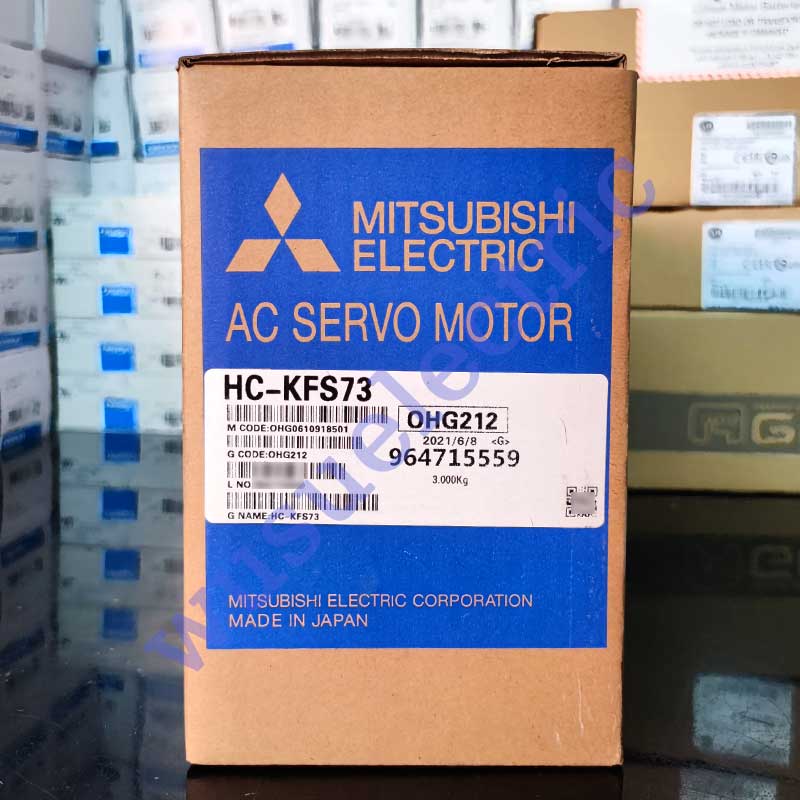 MITSUBISHI
ELECTRIC
AC SERVO MOTOR
HC-KFS73
M CODE:OHG0610918501
OHG212
2021/6/8 <G>
G CODE:OHG212
964715559
L NO
3.000Kg
G NAME:HC-KFS73
MITSUBISHI ELECTRIC CORPORATION
MADE IN JAPAN